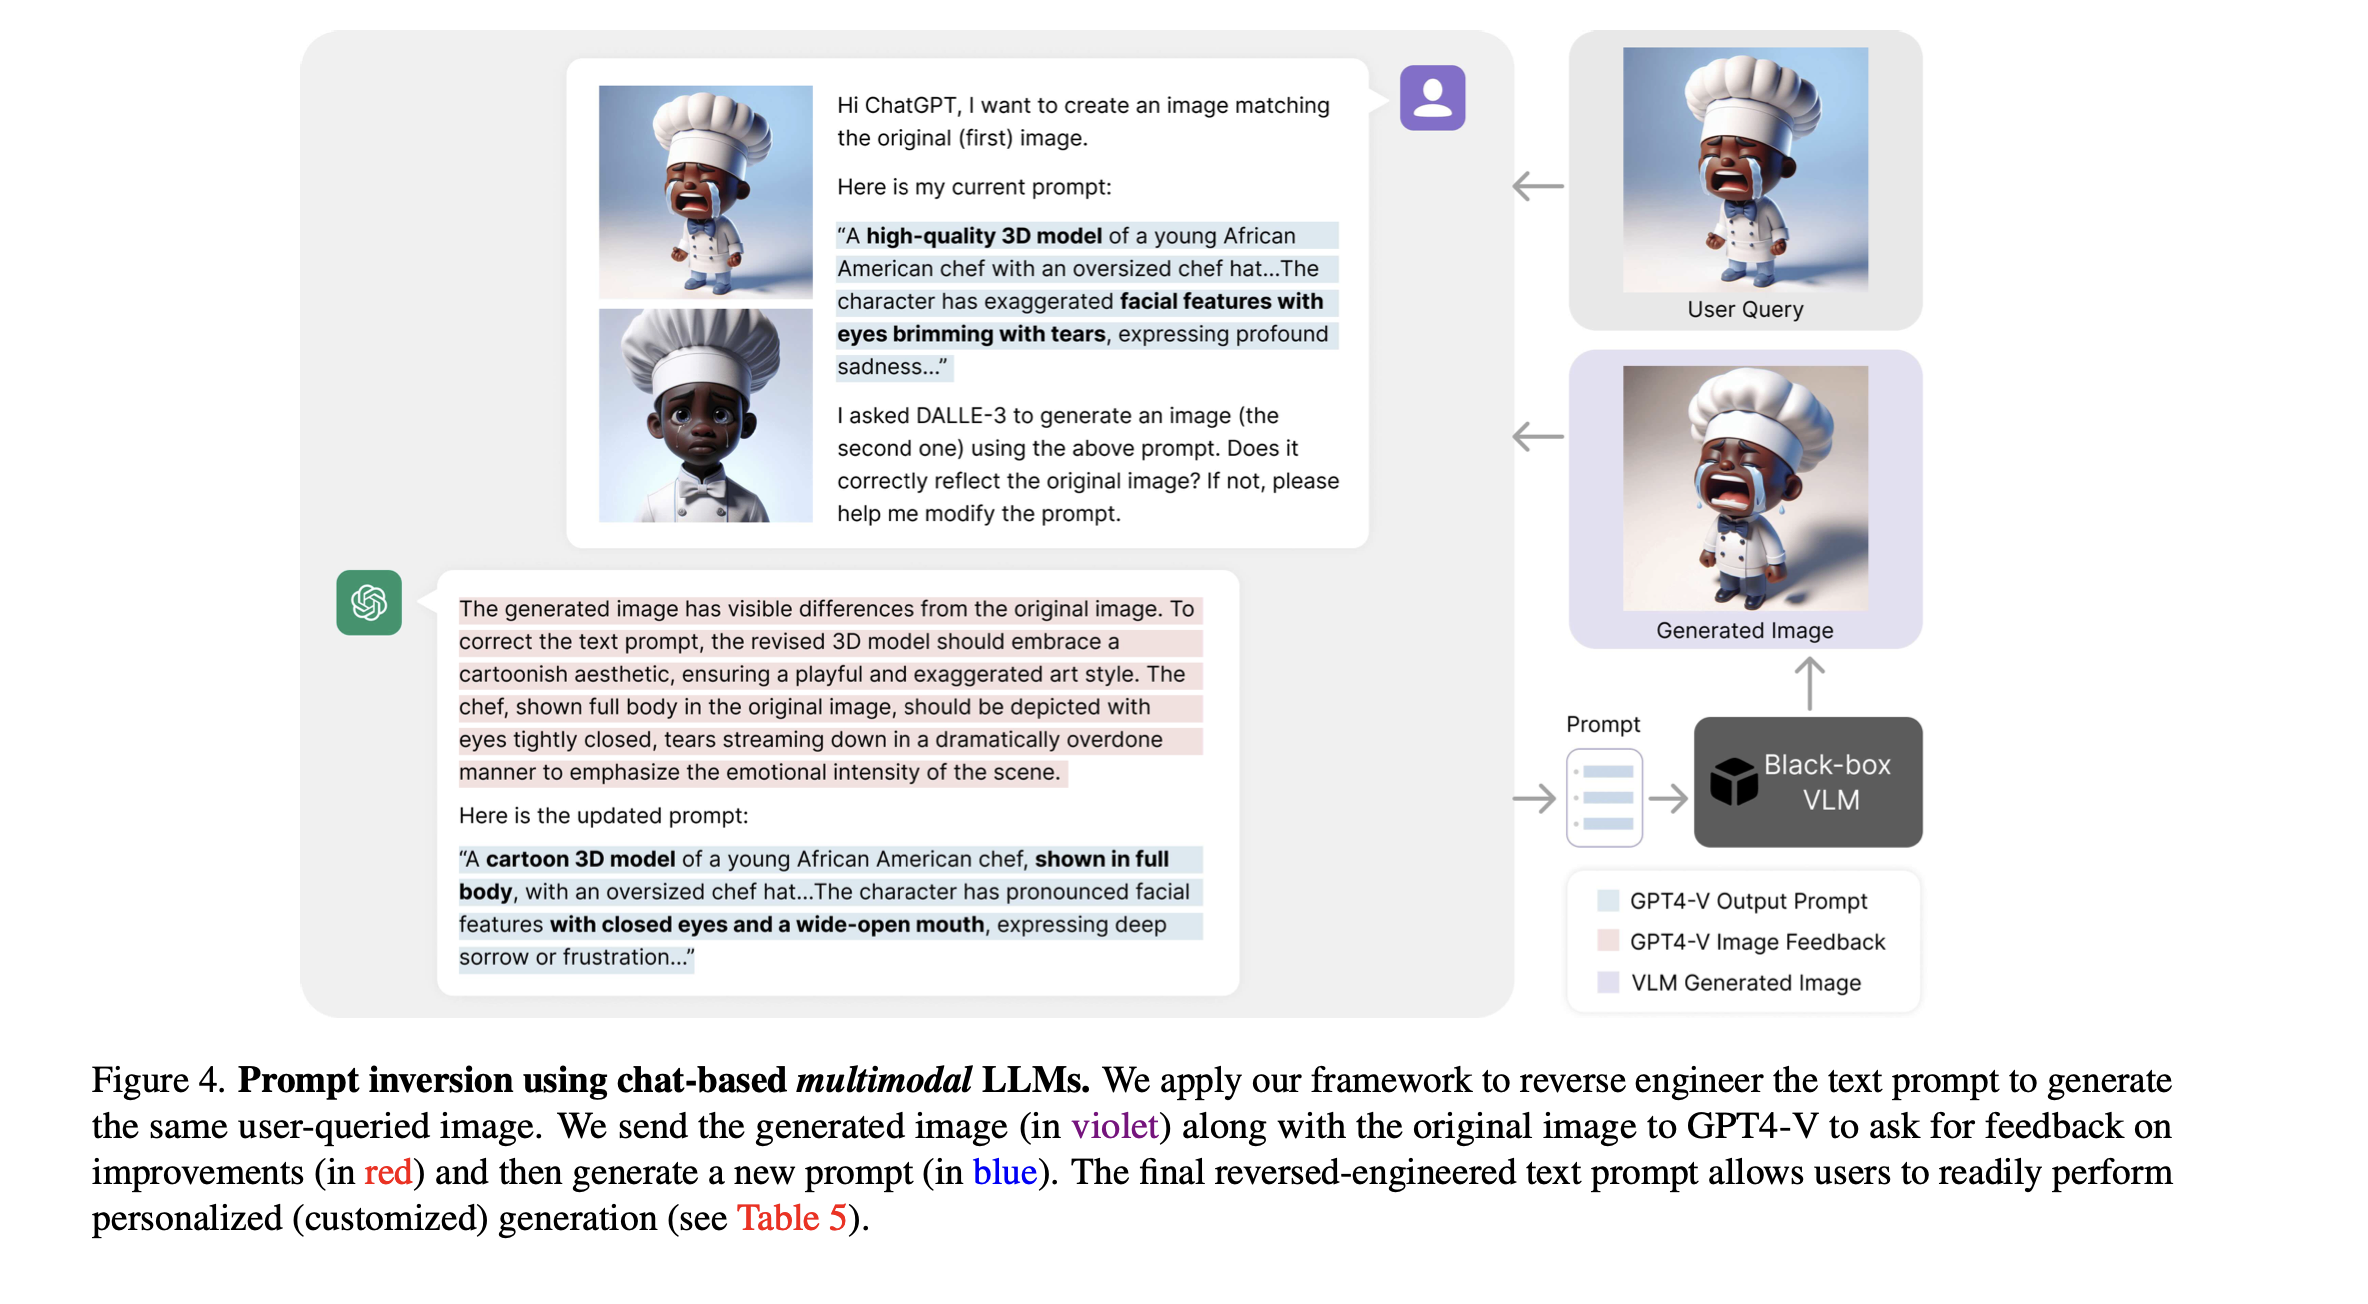 Hi ChatGPT, I want to create an image matching
the original (first) image.
Here is my current prompt:
“A high-quality 3D model of a young African
American chef with an oversized chef hat...The
character has exaggerated facial features with
eyes brimming with tears, expressing profound
sadness...”
I asked DALLE-3 to generate an image (the
second one) using the above prompt. Does it
correctly reflect the original image? If not, please
help me modify the prompt.
The generated image has visible differences from the original image. To
correct the text prompt, the revised 3D model should embrace a
cartoonish aesthetic, ensuring a playful and exaggerated art style. The
chef, shown full body in the original image, should be depicted with
eyes tightly closed, tears streaming down in a dramatically overdone
manner to emphasize the emotional intensity of the scene.
Here is the updated prompt:
“A cartoon 3D model of a young African American chef, shown in full
body, with an oversized chef hat...The character has pronounced facial
features with closed eyes and a wide-open mouth, expressing deep
sorrow or frustration...”
User Query
Generated Image
Prompt
Black-box
VLM
GPT4-V Output Prompt
GPT4-V Image Feedback
VLM Generated Image
Figure 4. Prompt inversion using chat-based multimodal LLMs. We apply our framework to reverse engineer the text prompt to generate
the same user-queried image. We send the generated image (in violet) along with the original image to GPT4-V to ask for feedback on
improvements (in red) and then generate a new prompt (in blue). The final reversed-engineered text prompt allows users to readily perform
personalized (customized) generation (see Table 5).